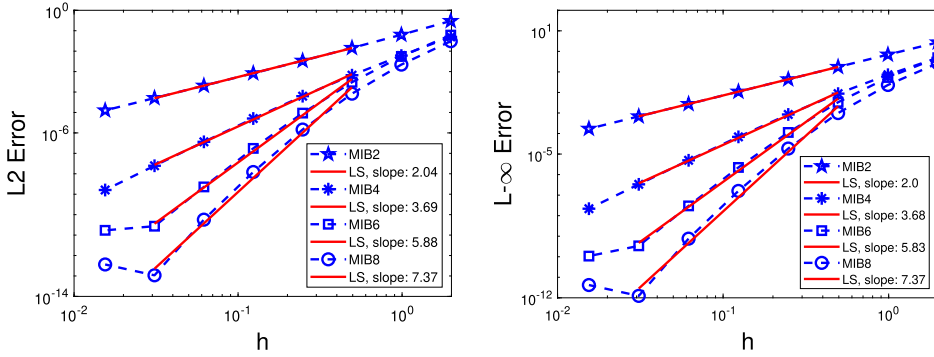 10^0
10^-6
10^-14
L2 Error
10^-2
10^-1
10^0
h
MIB2
LS, slope: 2.04
MIB4
LS, slope: 3.69
MIB6
LS, slope: 5.88
MIB8
LS, slope: 7.37
10^1
10^-5
10^-12
L-∞ Error
10^-2
10^-1
10^0
h
MIB2
LS, slope: 2.0
MIB4
LS, slope: 3.68
MIB6
LS, slope: 5.83
MIB8
LS, slope: 7.37